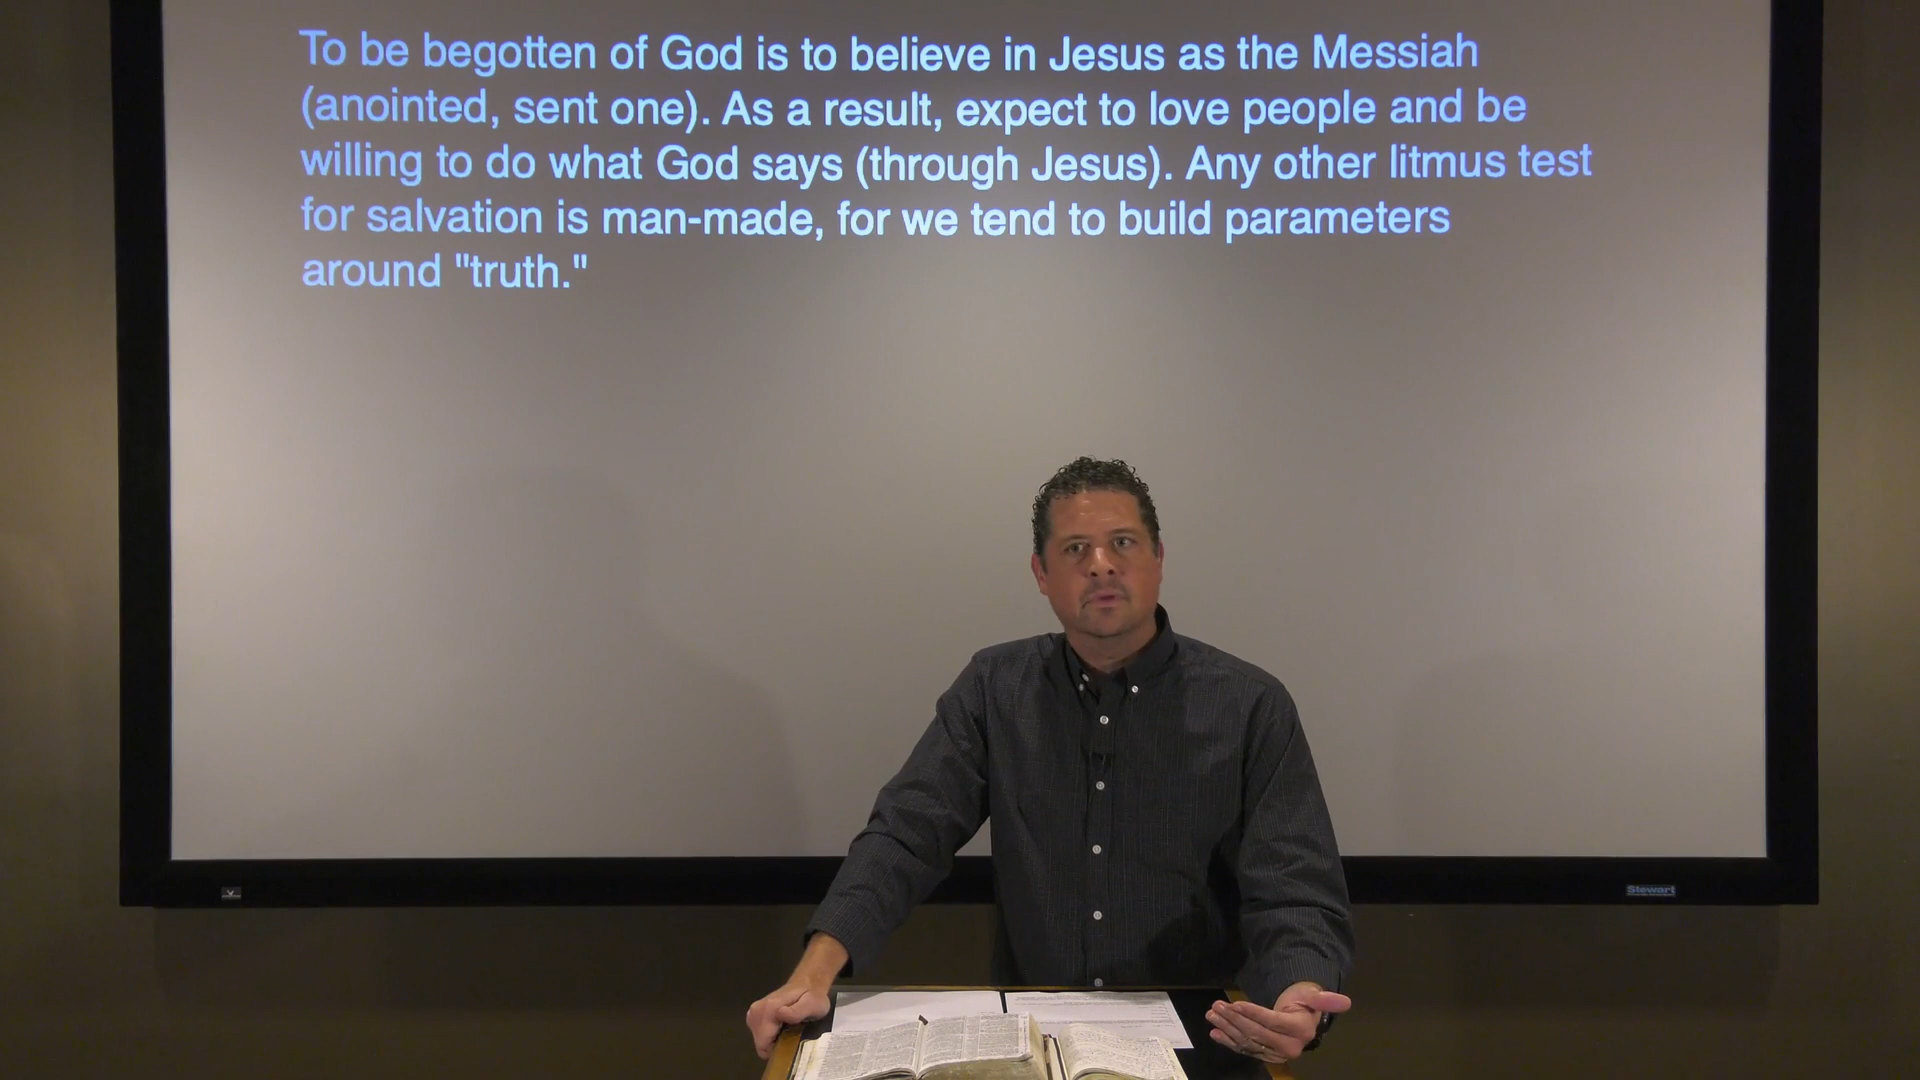 To be begotten of God is to believe in Jesus as the Messiah
(anointed, sent one). As a result, expect to love people and be
willing to do what God says (through Jesus). Any other litmus test
for salvation is man-made, for we tend to build parameters
around "truth."
Stewart